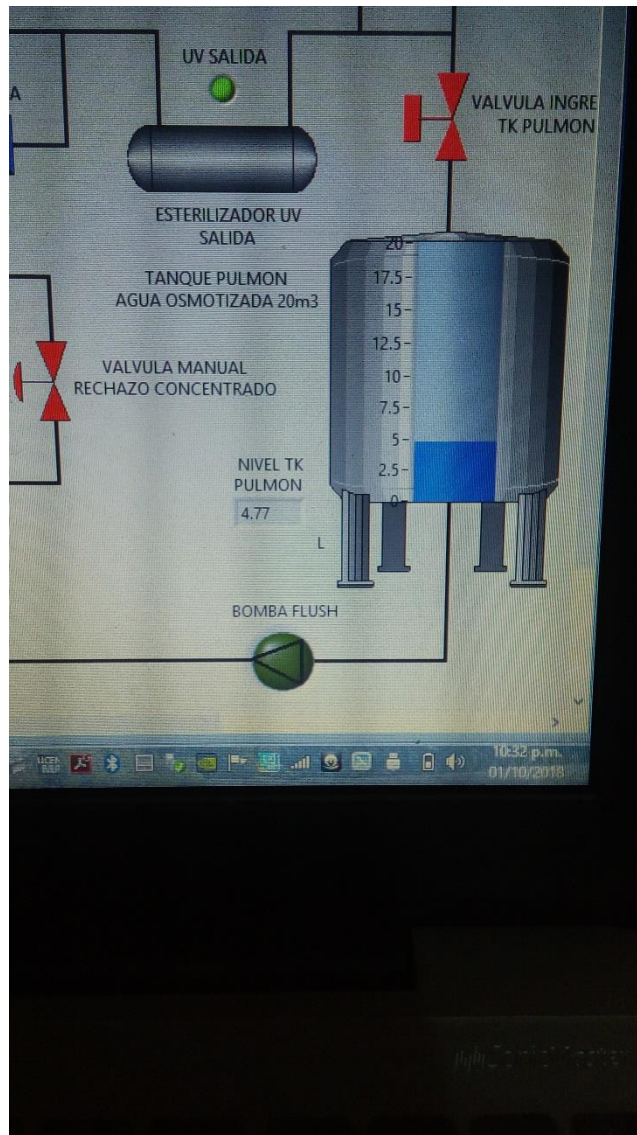 UV SALIDA
A
VALVULA INGRE
TK PULMON
ESTERILIZADOR UV
SALIDA
TANQUE PULMON
AGUA OSMOTIZADA 20m3
20
17.5
15
12.5
10
7.5
5
2.5
0
VALVULA MANUAL
RECHAZO CONCENTRADO
NIVEL TK
PULMON
4.77
L
BOMBA FLUSH
10:32 p.m.
01/10/2018